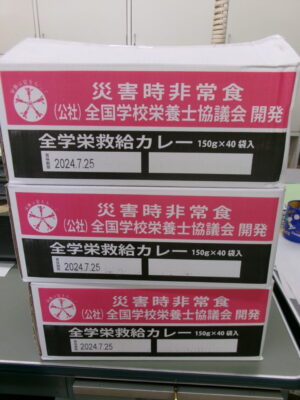 災害時非常食
(公社) 全国学校栄養士協議会 開発
全学栄救給カレー 150g×40袋入
賞味期限 2024.7.25
災害時非常食
(公社) 全国学校栄養士協議会 開発
全学栄救給カレー 150g×40袋入
2024.7.25
災害時非常食
(公社) 全国学校栄養士協議会 開発
全学栄救給カレー 150g×40袋入
2024.7.25